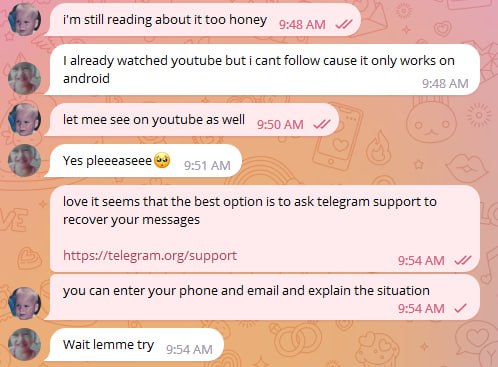 i'm still reading about it too honey 9:48 AM
I already watched youtube but i cant follow cause it only works on
android
9:48 AM
let mee see on youtube as well 9:50 AM
Yes pleeeaseee🥺 9:51 AM
love it seems that the best option is to ask telegram support to
recover your messages
https://telegram.org/support
9:54 AM
you can enter your phone and email and explain the situation
9:54 AM
Wait lemme try 9:54 AM